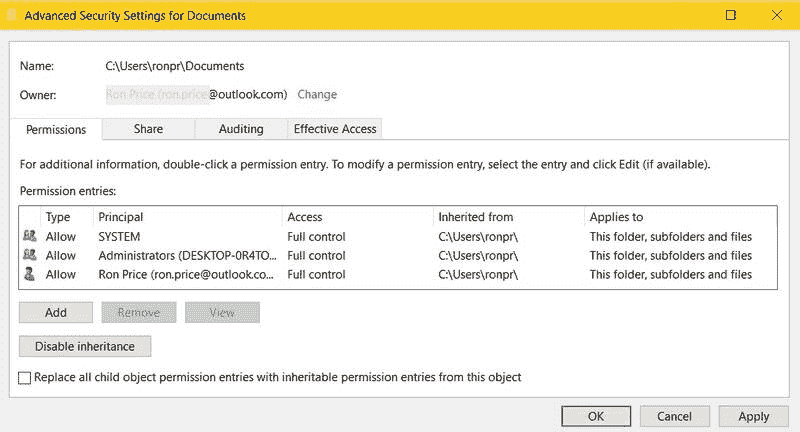 Advanced Security Settings for Documents
Name: C:\Users\ronpr\Documents
Owner: Ron Price (ron.price@outlook.com) Change
Permissions Share Auditing Effective Access
For additional information, double-click a permission entry. To modify a permission entry, select the entry and click Edit (if available).
Permission entries:
Type Principal Access Inherited from Applies to
Allow SYSTEM Full control C:\Users\ronpr\ This folder, subfolders and files
Allow Administrators (DESKTOP-0R4TO... Full control C:\Users\ronpr\ This folder, subfolders and files
Allow Ron Price (ron.price@outlook.co... Full control C:\Users\ronpr\ This folder, subfolders and files
Add Remove View
Disable inheritance
Replace all child object permission entries with inheritable permission entries from this object
OK Cancel Apply